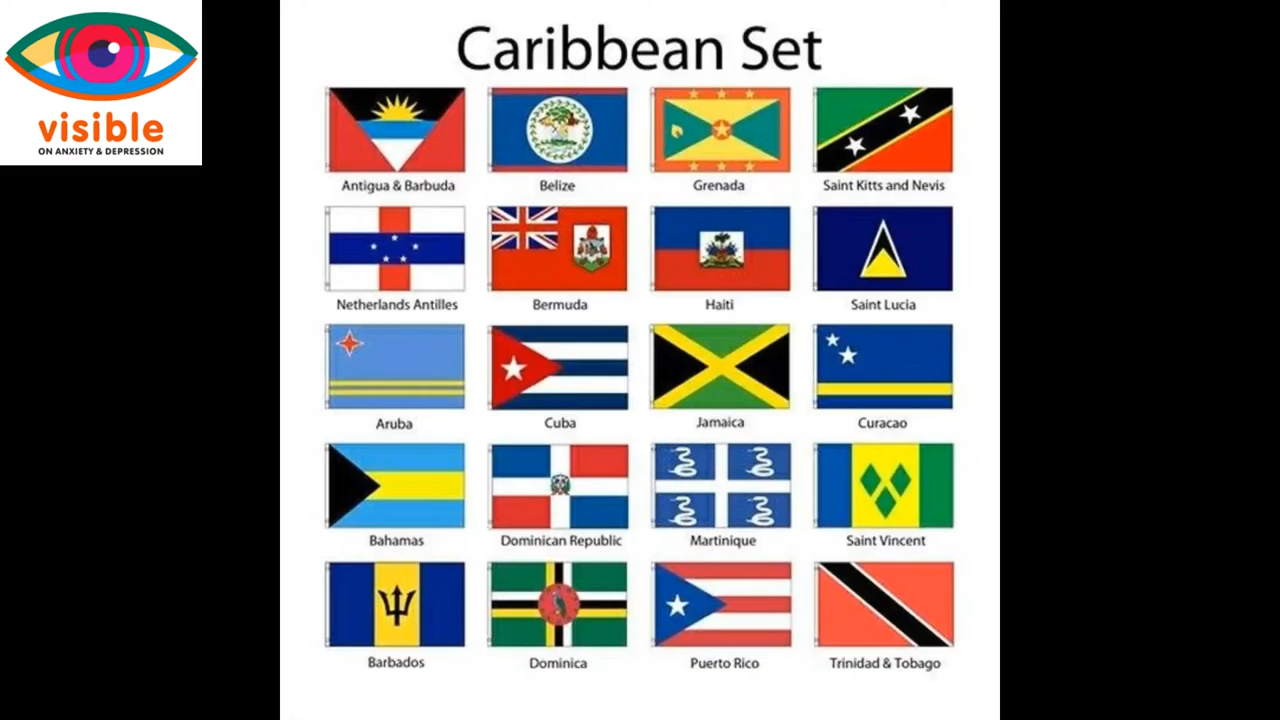 visible
ON ANXIETY & DEPRESSION
Caribbean Set
Antigua & Barbuda
Belize
Grenada
Saint Kitts and Nevis
Netherlands Antilles
Bermuda
Haiti
Saint Lucia
Aruba
Cuba
Jamaica
Curacao
Bahamas
Dominican Republic
Martinique
Saint Vincent
Barbados
Dominica
Puerto Rico
Trinidad & Tobago